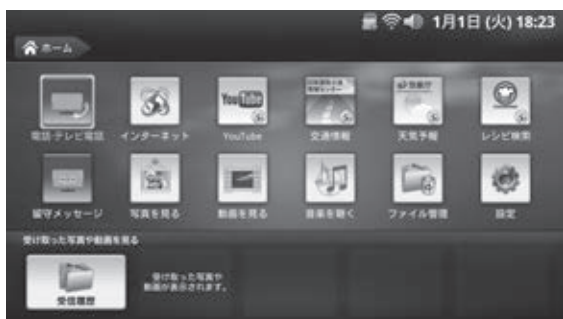 1月1日 (火) 18:23
ホーム
電話・テレビ電話
インターネット
YouTube
YouTube
交通情報
気象庁
天気予報
レシピ検索
留守メッセージ
写真を見る
動画を見る
音楽を聴く
ファイル管理
設定
受け取った写真や動画を見る
受信履歴
受け取った写真や
動画が表示されます。